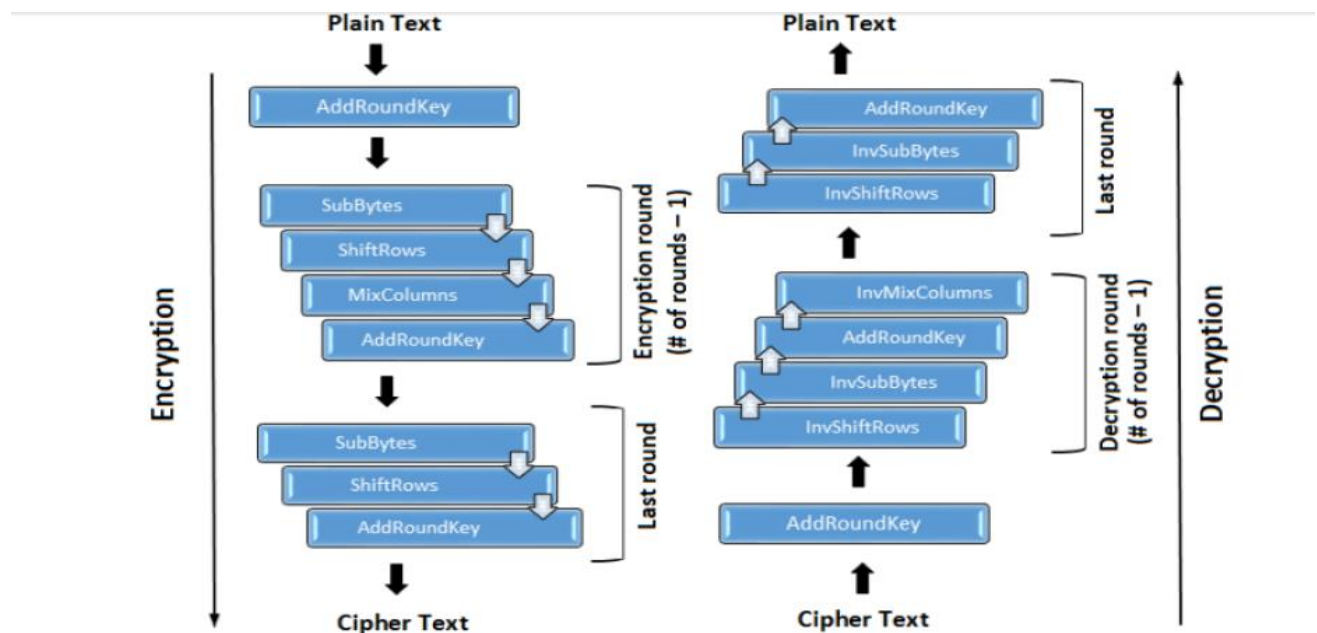 Plain Text
AddRoundKey
SubBytes
ShiftRows
MixColumns
AddRoundKey
Encryption round
(# of rounds – 1)
SubBytes
ShiftRows
AddRoundKey
Last round
Cipher Text
Encryption
Plain Text
AddRoundKey
InvSubBytes
InvShiftRows
Last round
InvMixColumns
AddRoundKey
InvSubBytes
InvShiftRows
Decryption round
(# of rounds – 1)
AddRoundKey
Cipher Text
Decryption